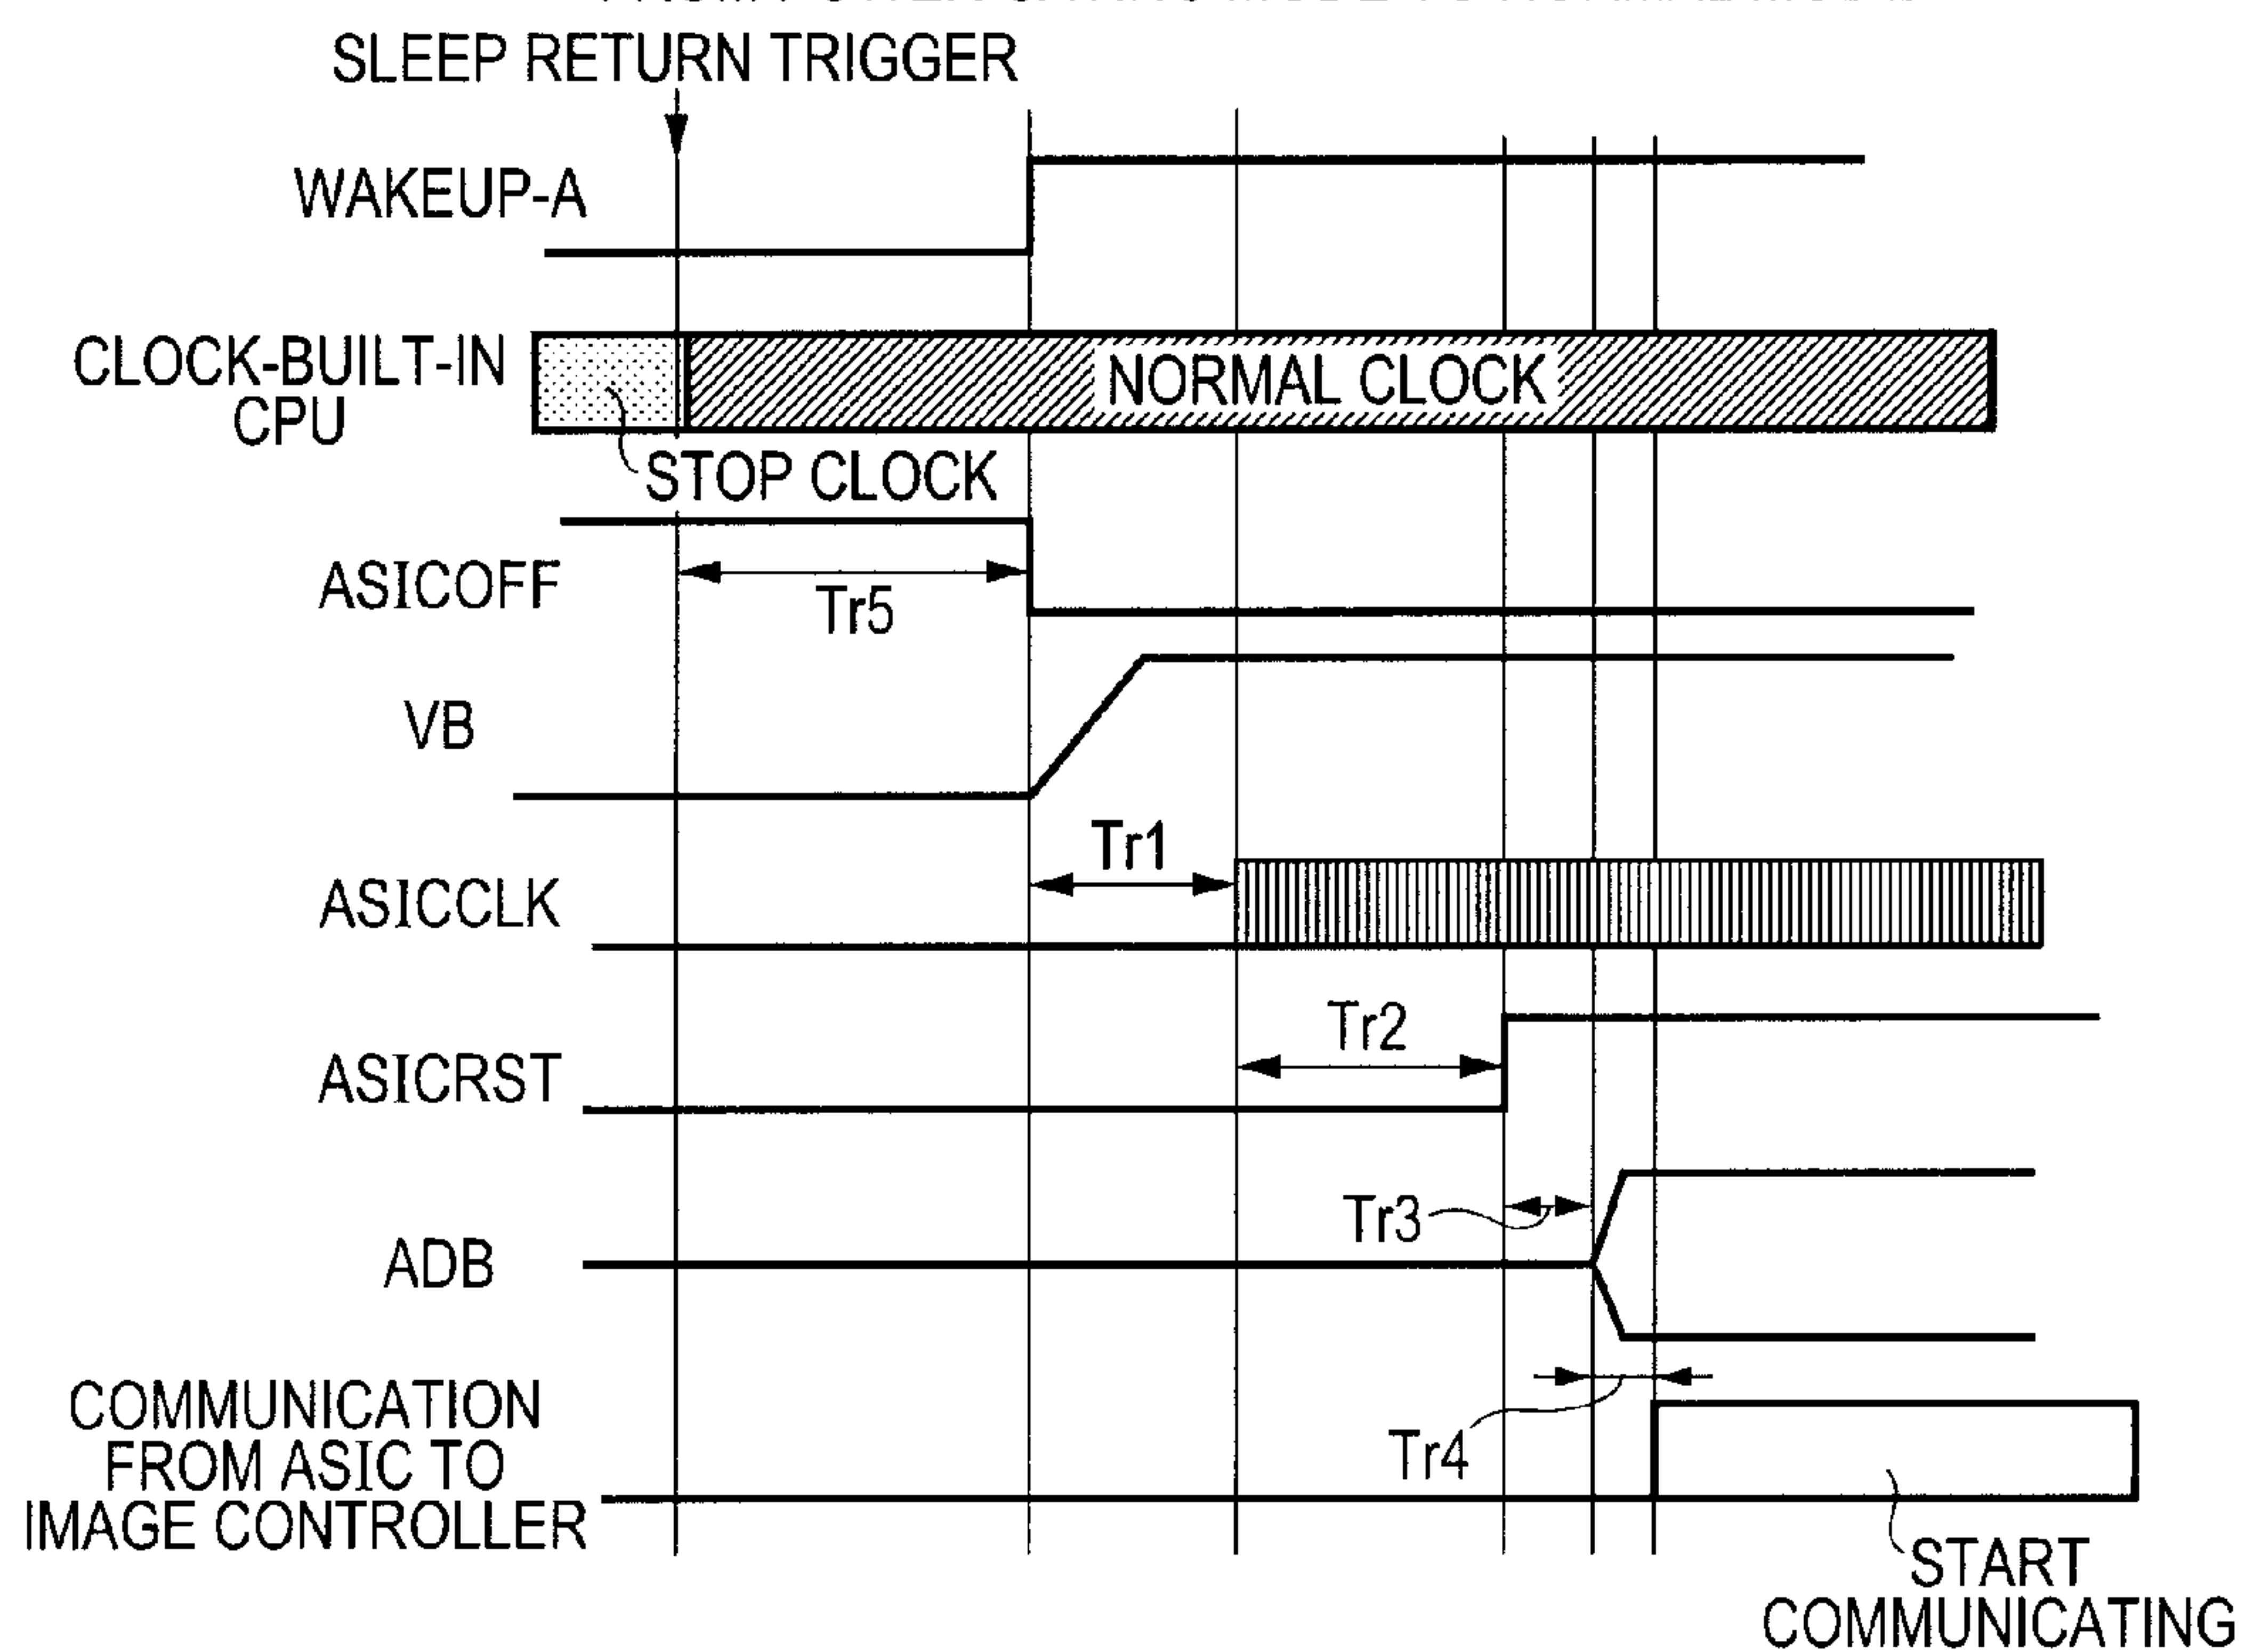 SLEEP RETURN TRIGGER
WAKEUP-A
CLOCK-BUILT-IN
CPU
NORMAL CLOCK
STOP CLOCK
ASICOFF
Tr5
VB
Tr1
ASICCLK
Tr2
ASICRST
Tr3
ADB
Tr4
COMMUNICATION
FROM ASIC TO
IMAGE CONTROLLER
START
COMMUNICATING